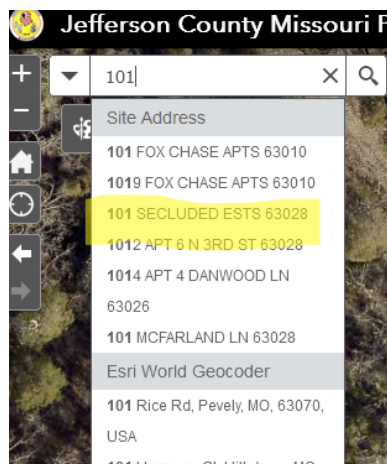 Jefferson County Missouri
101
Site Address
101 FOX CHASE APTS 63010
1019 FOX CHASE APTS 63010
101 SECLUDED ESTS 63028
1012 APT 6 N 3RD ST 63028
1014 APT 4 DANWOOD LN
63026
101 MCFARLAND LN 63028
Esri World Geocoder
101 Rice Rd, Pevely, MO, 63070,
USA